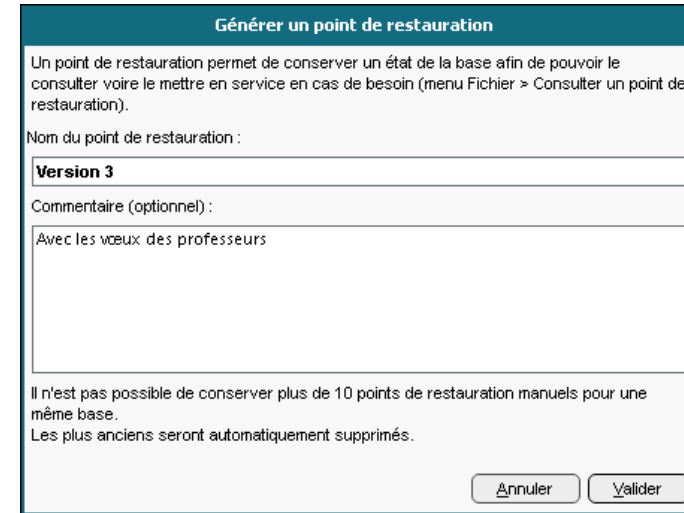 Générer un point de restauration
Un point de restauration permet de conserver un état de la base afin de pouvoir le
consulter voire le mettre en service en cas de besoin (menu Fichier > Consulter un point de
restauration).
Nom du point de restauration :
Version 3
Commentaire (optionnel) :
Avec les vœux des professeurs
Il n'est pas possible de conserver plus de 10 points de restauration manuels pour une
même base.
Les plus anciens seront automatiquement supprimés.
Annuler Valider